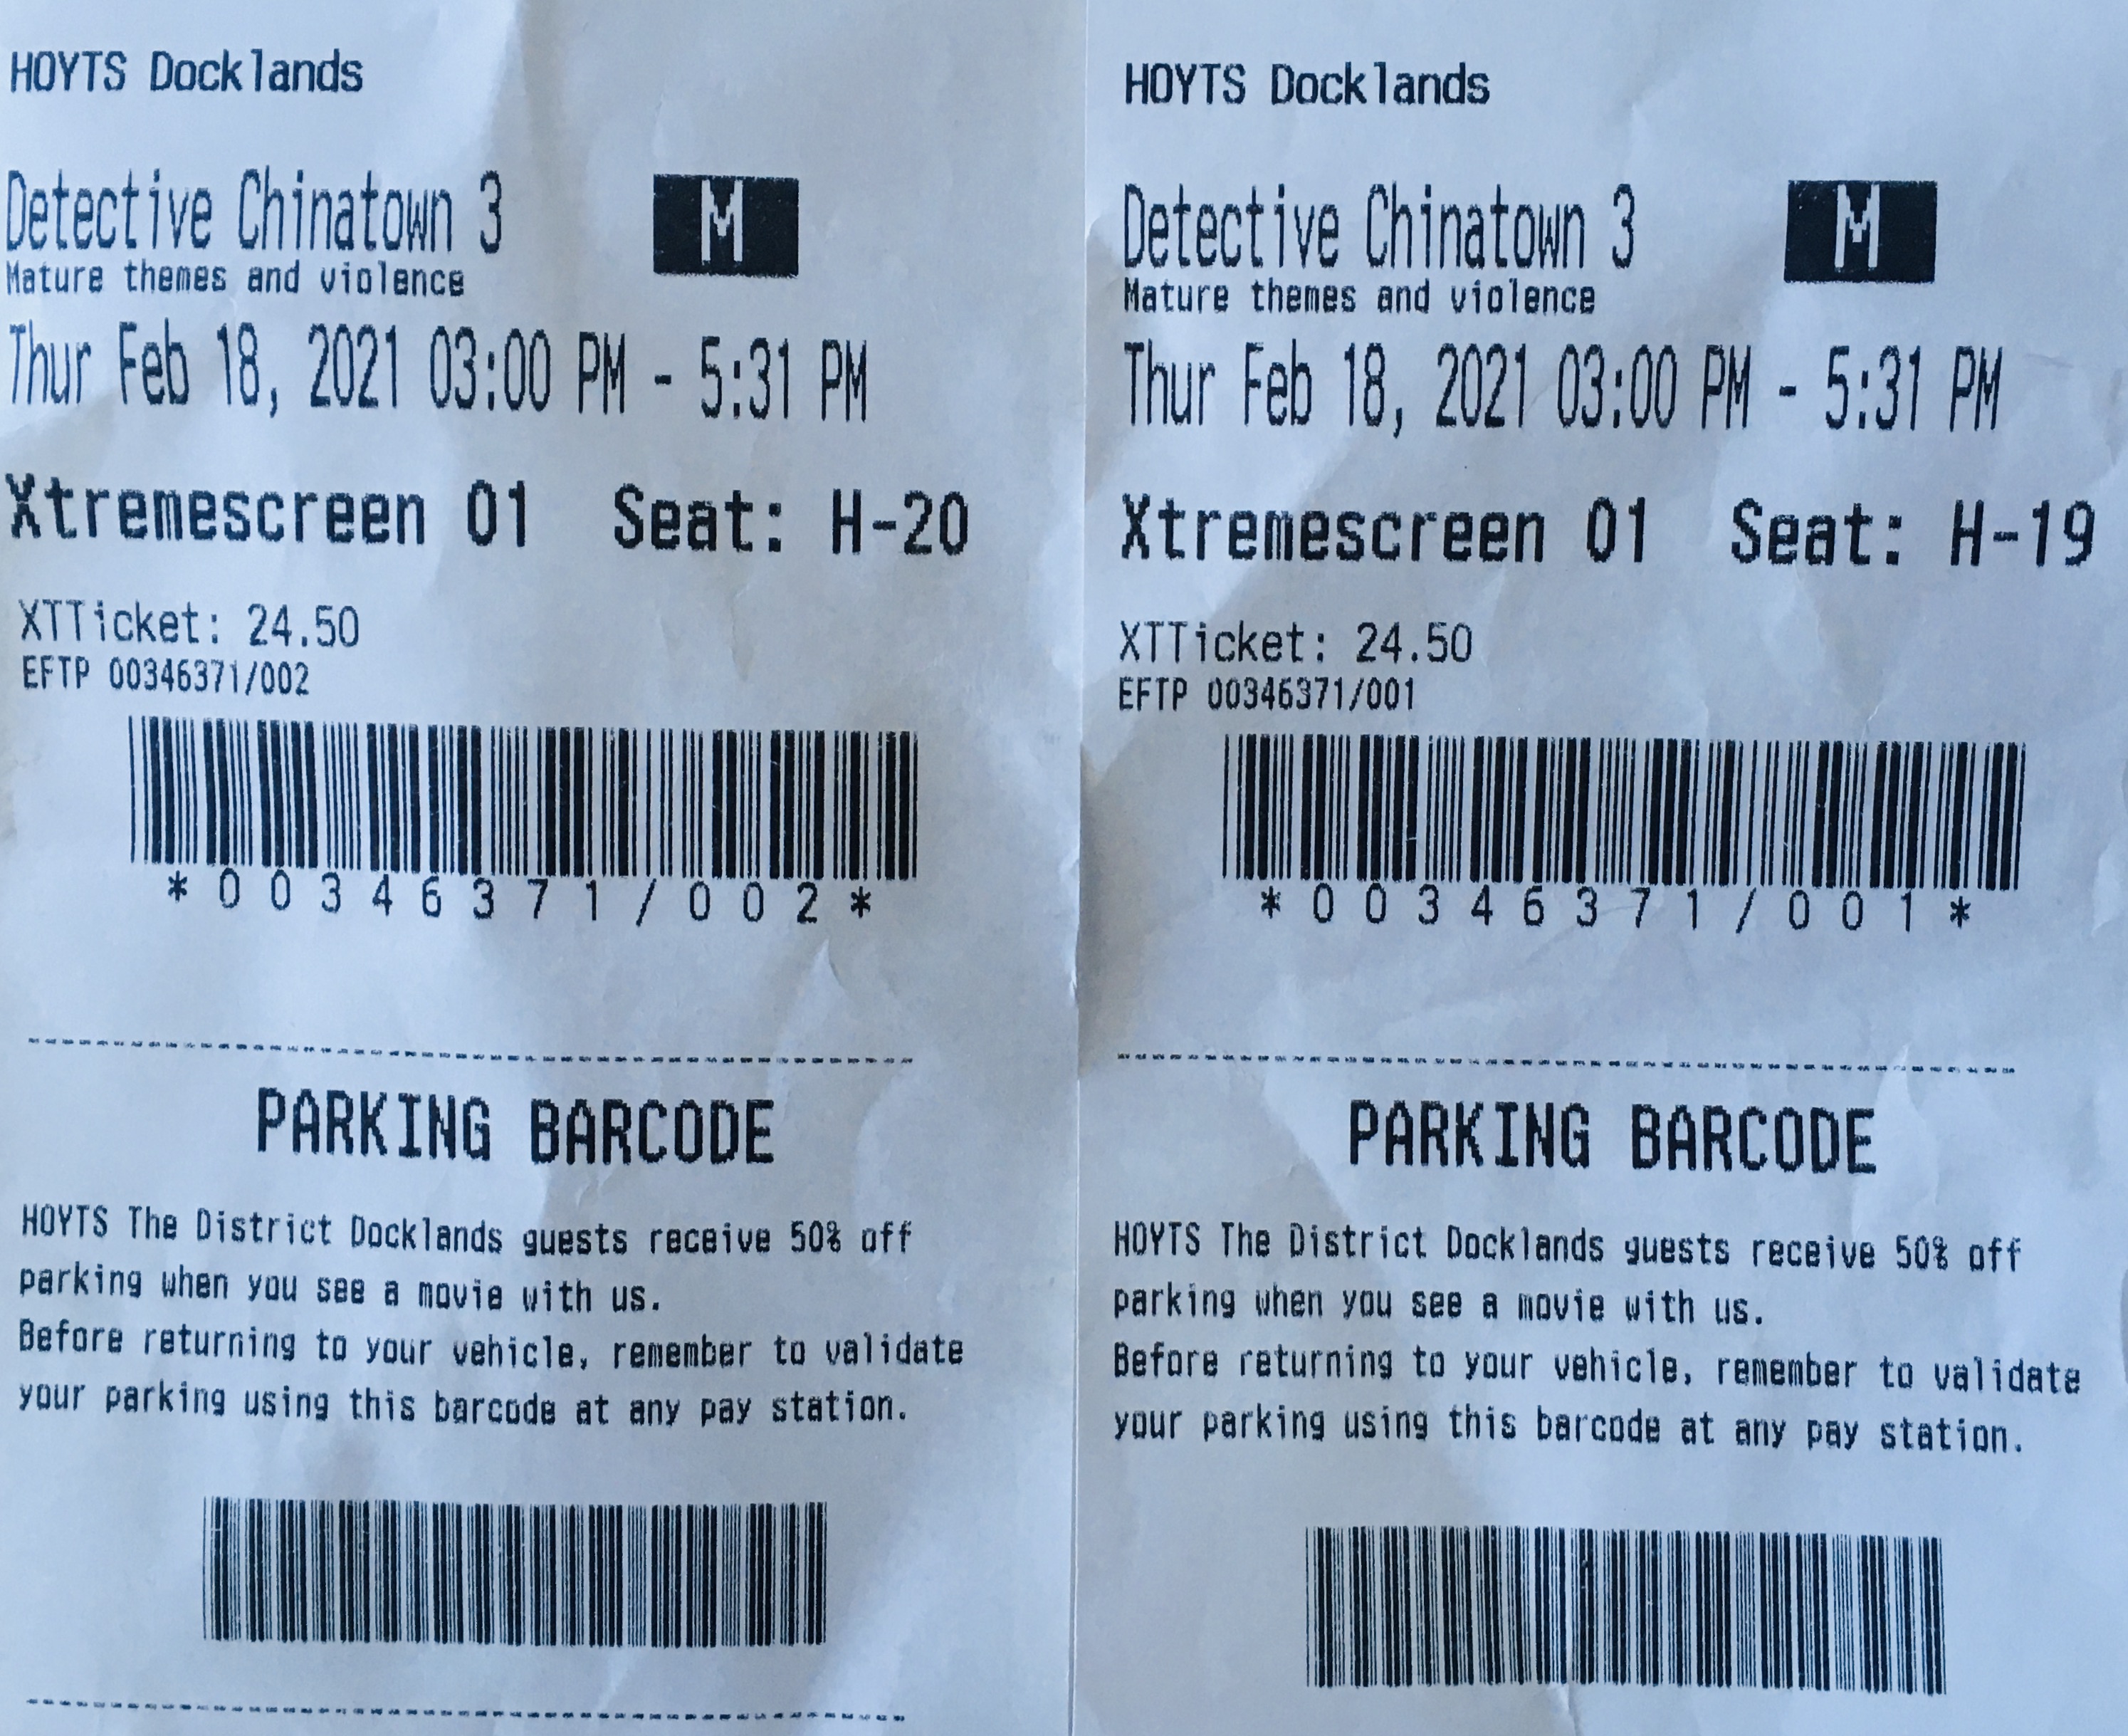 HOYTS Docklands
Detective Chinatown 3
M
Mature themes and violence
Thur Feb 18, 2021 03:00 PM - 5:31 PM
Xtremescreen 01 Seat: H-20
XTTicket: 24.50
EFTP 00346371/002
*00346371/002*
PARKING BARCODE
HOYTS The District Docklands guests receive 50% off
parking when you see a movie with us.
Before returning to your vehicle, remember to validate
your parking using this barcode at any pay station.
HOYTS Docklands
Detective Chinatown 3
M
Mature themes and violence
Thur Feb 18, 2021 03:00 PM - 5:31 PM
Xtremescreen 01 Seat: H-19
XTTicket: 24.50
EFTP 00346371/001
*00346371/001*
PARKING BARCODE
HOYTS The District Docklands guests receive 50% off
parking when you see a movie with us.
Before returning to your vehicle, remember to validate
your parking using this barcode at any pay station.